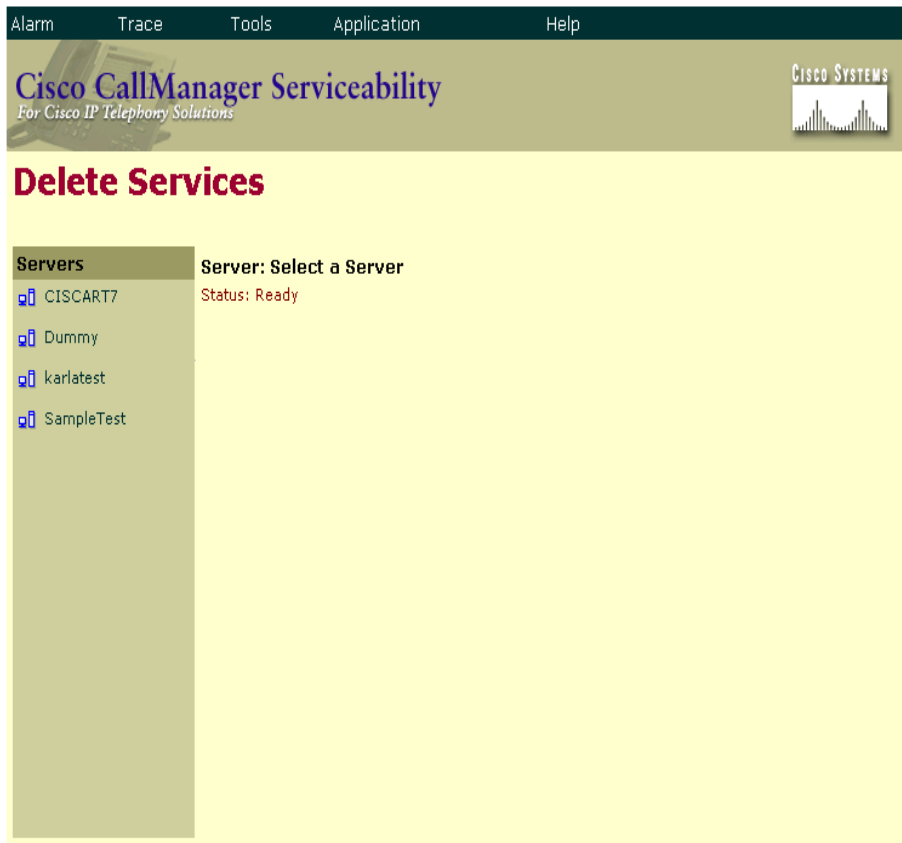 Alarm Trace Tools Application Help
Cisco CallManager Serviceability
For Cisco IP Telephony Solutions
CISCO SYSTEMS
Delete Services
Servers
CISCART7
Dummy
karlatest
SampleTest
Server: Select a Server
Status: Ready